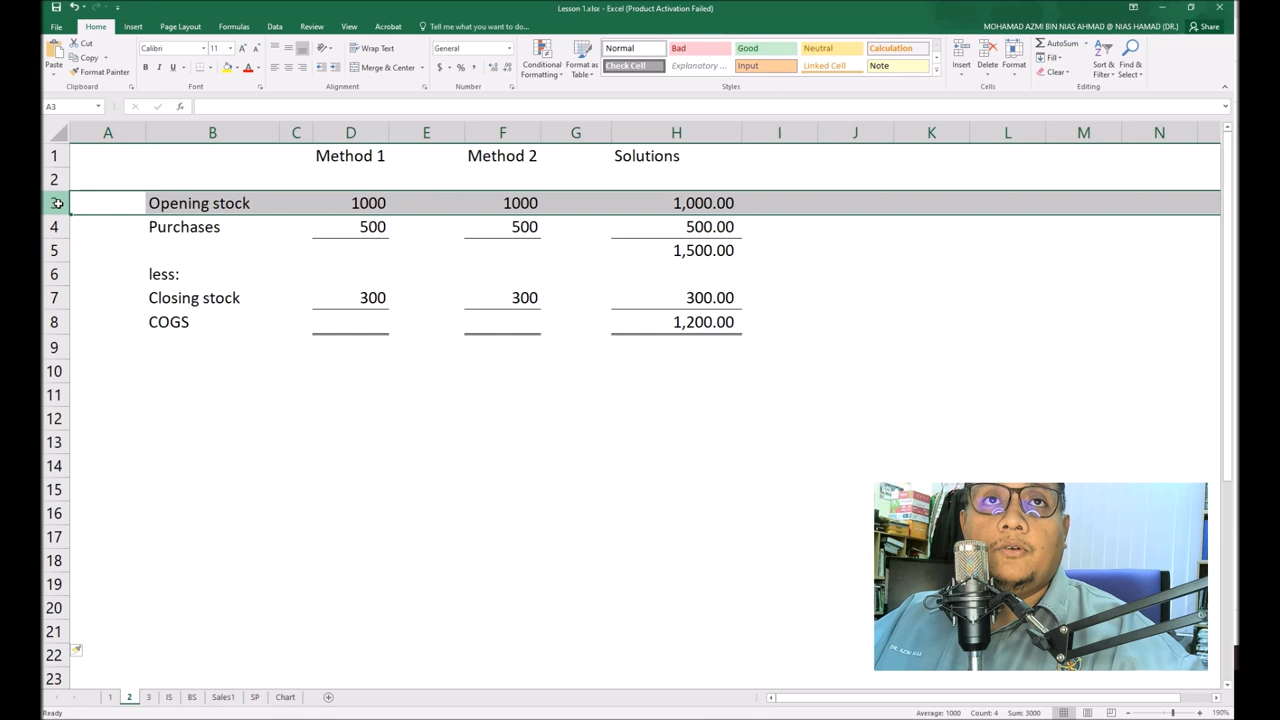 Lesson 1.xlsx - Excel (Product Activation Failed)
MOHAMAD AZMI BIN NIAS AHMAD @ NIAS HAMAD (DR.) Share
File Home Insert Page Layout Formulas Data Review View Acrobat Tell me what you want to do...
Paste Cut Copy Format Painter Clipboard
Calibri 11 B I U Font
Wrap Text Merge & Center Alignment
General $ % , Number
Conditional Formatting Format as Table
Normal Bad Good Neutral Calculation
Check Cell Explanatory ... Input Linked Cell Note
Styles
Insert Delete Format Cells
AutoSum Fill Clear Sort & Filter Find & Select Editing
A3 fx
A B C D E F G H I J K L M N
1 Method 1 Method 2 Solutions
2
3 Opening stock 1000 1000 1,000.00
4 Purchases 500 500 500.00
5 1,500.00
6 less:
7 Closing stock 300 300 300.00
8 COGS 1,200.00
9
10
11
12
13
14
15
16
17
18
19
20
21
22
23
1 2 3 IS BS Sales1 SP Chart
Ready Average: 1000 Count: 4 Sum: 3000 190%